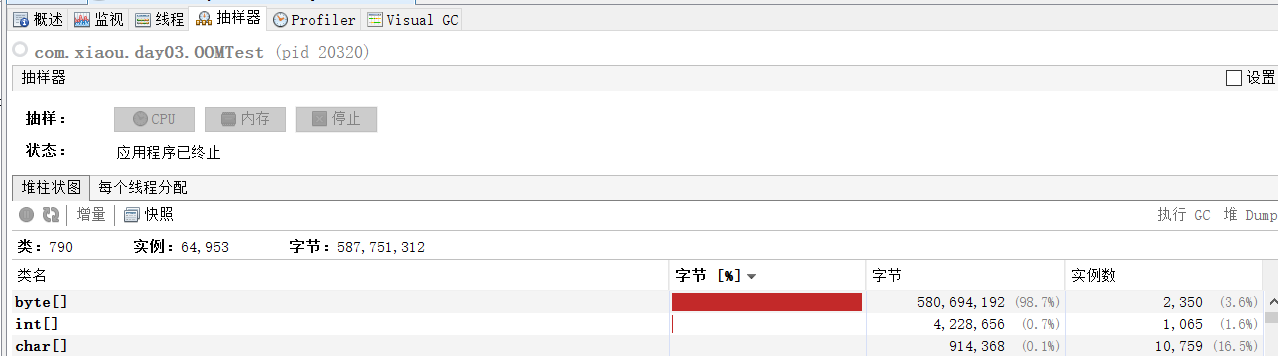 概述 监视 线程 抽样器 Profiler Visual GC
com.xiaou.day03.OOMTest (pid 20320)
抽样器 设置
抽样： CPU 内存 停止
状态： 应用程序已终止
堆柱状图 每个线程分配
增量 快照 执行 GC 堆 Dump
类：790 实例：64,953 字节：587,751,312
类名 字节 [%] 字节 实例数
byte[] 580,694,192 (98.7%) 2,350 (3.6%)
int[] 4,228,656 (0.7%) 1,065 (1.6%)
char[] 914,368 (0.1%) 10,759 (16.5%)